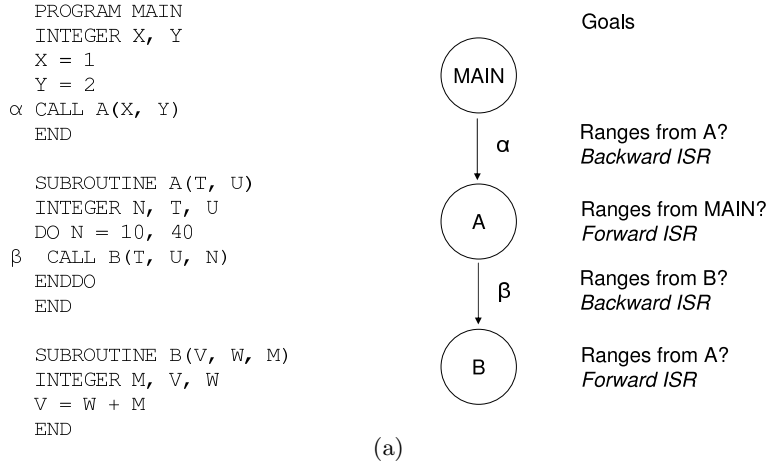 PROGRAM MAIN
INTEGER X, Y
X = 1
Y = 2
α CALL A(X, Y)
END
SUBROUTINE A(T, U)
INTEGER N, T, U
DO N = 10, 40
β CALL B(T, U, N)
ENDDO
END
SUBROUTINE B(V, W, M)
INTEGER M, V, W
V = W + M
END
MAIN
α
A
β
B
Goals
Ranges from A?
Backward ISR
Ranges from MAIN?
Forward ISR
Ranges from B?
Backward ISR
Ranges from A?
Forward ISR
(a)